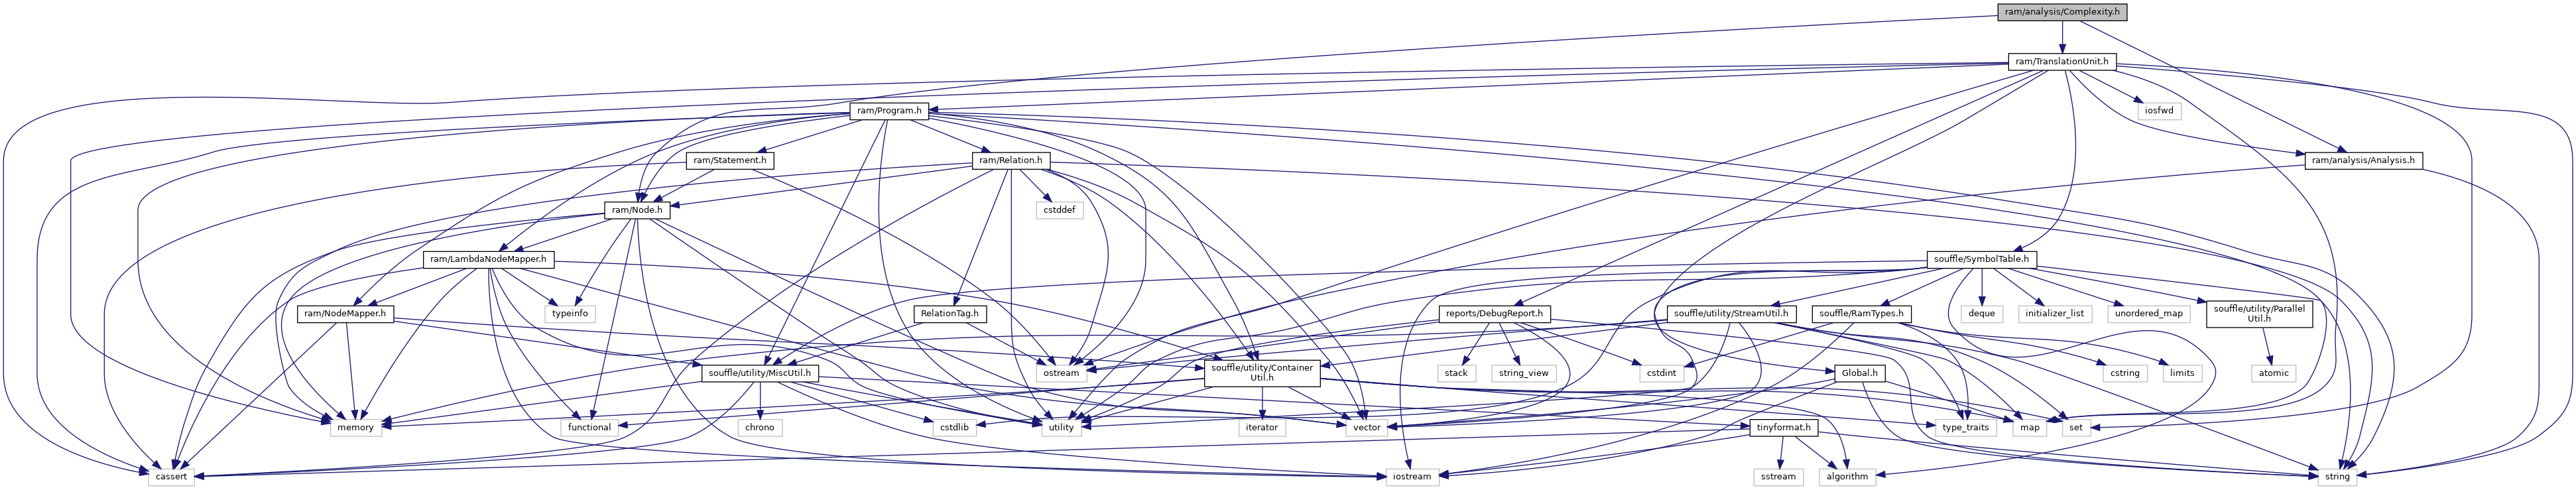 ram/analysis/Complexity.h
ram/TranslationUnit.h
ram/Program.h
iosfwd
ram/Statement.h
ram/Relation.h
ram/analysis/Analysis.h
ram/Node.h
cstddef
ram/LambdaNodeMapper.h
souffle/SymbolTable.h
ram/NodeMapper.h
typeinfo
RelationTag.h
reports/DebugReport.h
souffle/utility/StreamUtil.h
souffle/RamTypes.h
deque
initializer_list
unordered_map
souffle/utility/Parallel
Util.h
souffle/utility/MiscUtil.h
ostream
souffle/utility/Container
Util.h
stack
string_view
cstdint
Global.h
cstring
limits
atomic
memory
functional
chrono
cstdlib
utility
iterator
vector
tinyformat.h
type_traits
map
set
cassert
iostream
sstream
algorithm
string